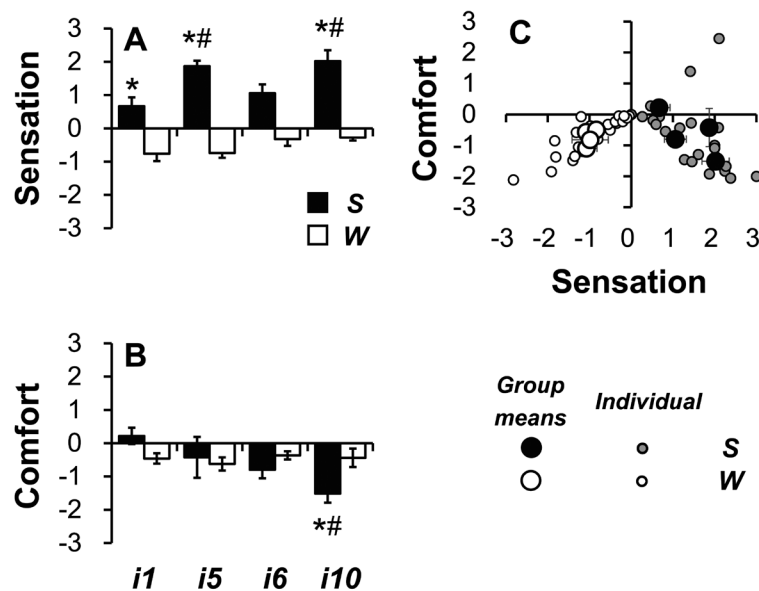 A
Sensation
3
2
1
0
-1
-2
-3
*
*#
*#
S
W
B
Comfort
3
2
1
0
-1
-2
-3
*#
i1 i5 i6 i10
C
Comfort
3
2
1
0
-1
-2
-3
-3 -2 -1 0 1 2 3
Sensation
Group
means
Individual
S
W